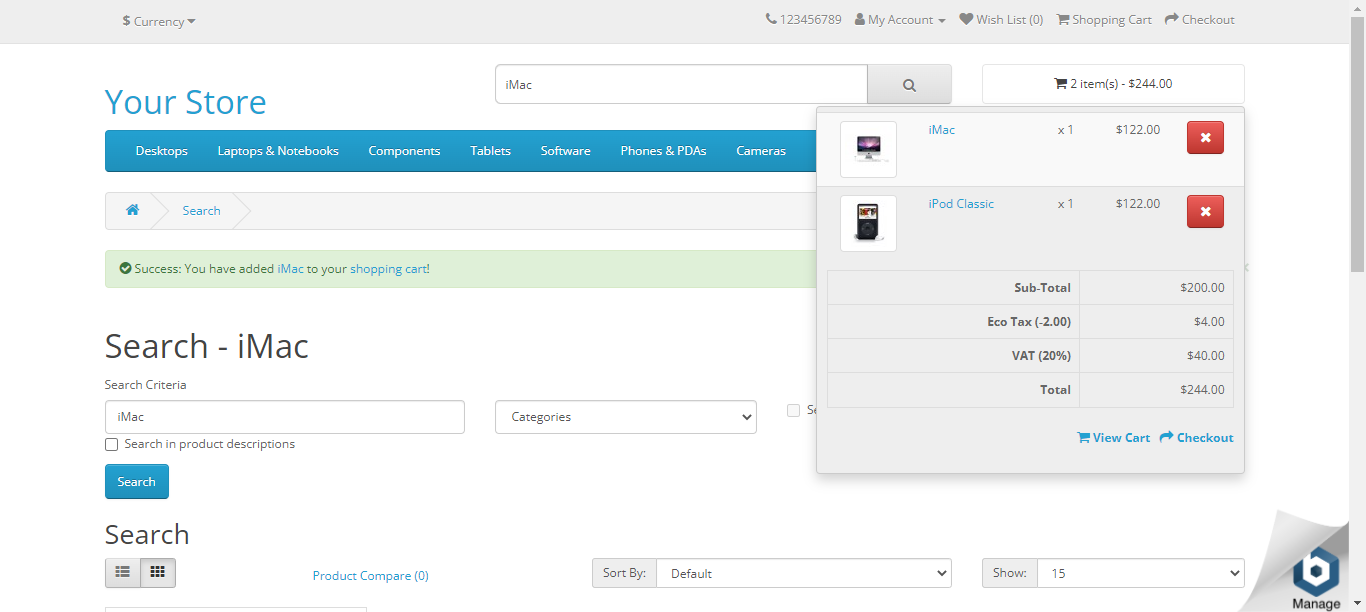 $ Currency
123456789 My Account Wish List (0) Shopping Cart Checkout
Your Store
iMac
2 item(s) - $244.00
Desktops Laptops & Notebooks Components Tablets Software Phones & PDAs Cameras
iMac x 1 $122.00
iPod Classic x 1 $122.00
Sub-Total $200.00
Eco Tax (-2.00) $4.00
VAT (20%) $40.00
Total $244.00
View Cart Checkout
Search
Success: You have added iMac to your shopping cart!
Search - iMac
Search Criteria
iMac
Categories
Search in product descriptions
Search
Search
Product Compare (0)
Sort By: Default
Show: 15
Manage